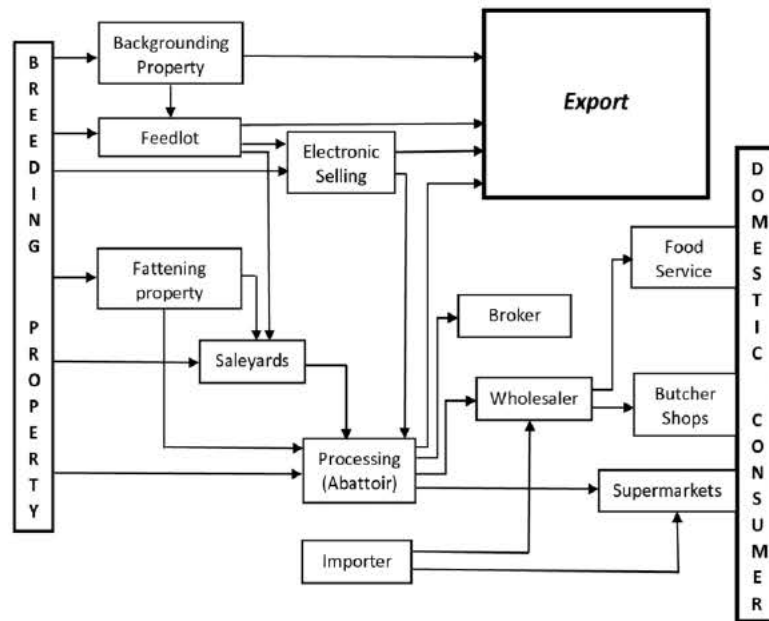 BREEDING PROPERTY
Backgrounding
Property
Export
Feedlot
Electronic
Selling
DOMESTIC CONSUMER
Food
Service
Fattening
property
Broker
Saleyards
Wholesaler
Butcher
Shops
Processing
(Abattoir)
Supermarkets
Importer